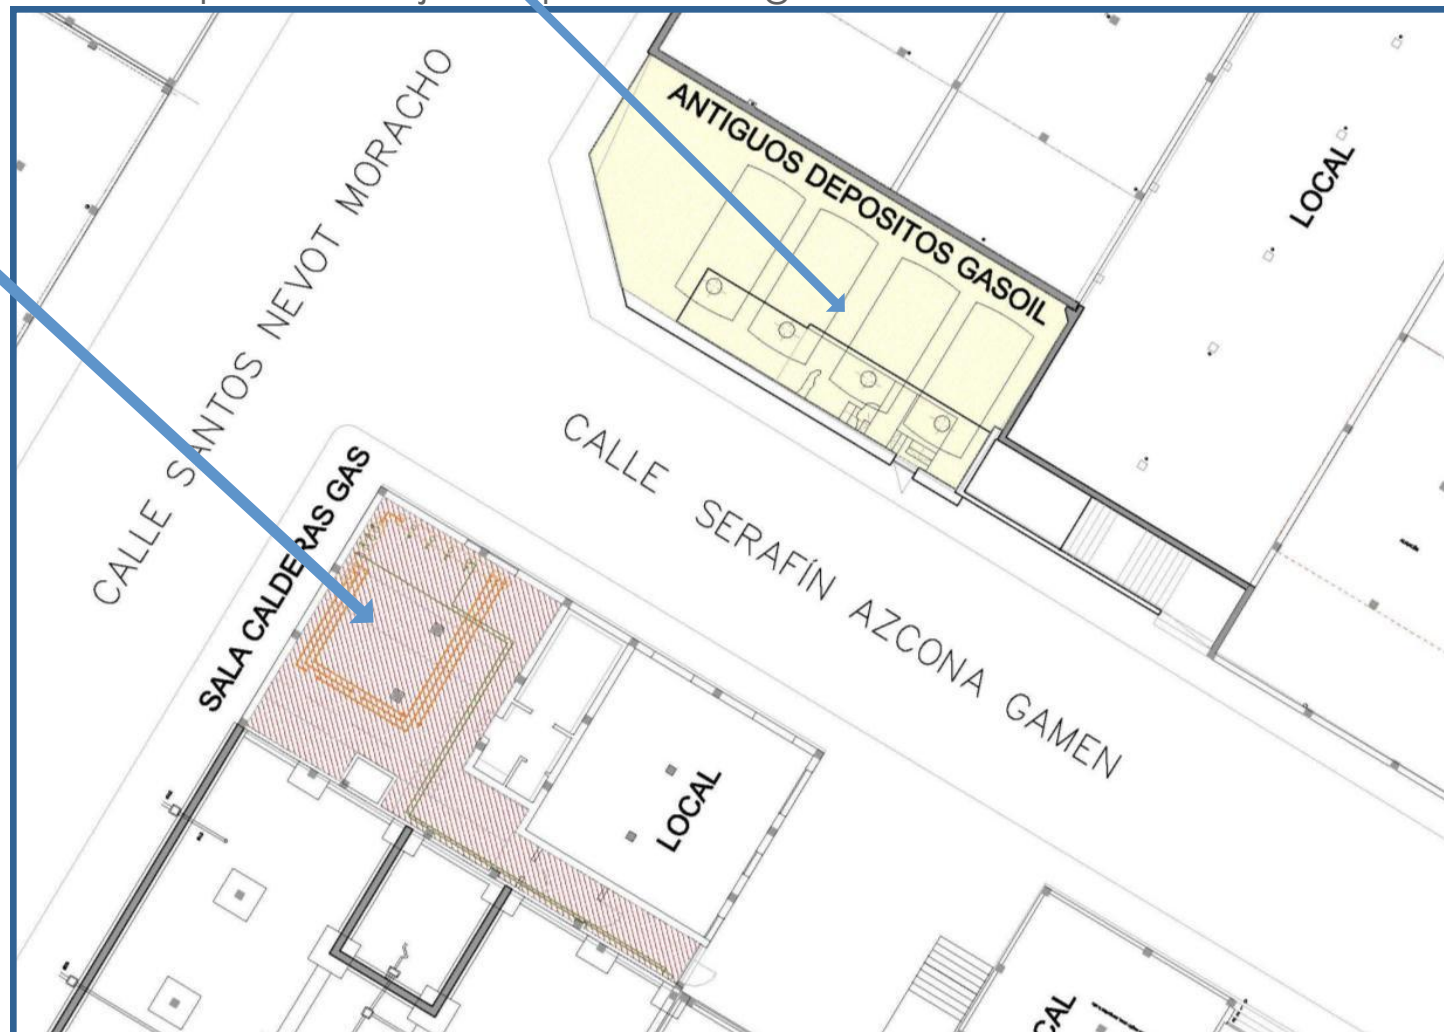 ANTIGUOS DEPOSITOS GASOIL
LOCAL
CALLE SANTOS NEVOT MORACHO
CALLE SERAFÍN AZCONA GAMEN
SALA CALDERAS GAS
LOCAL